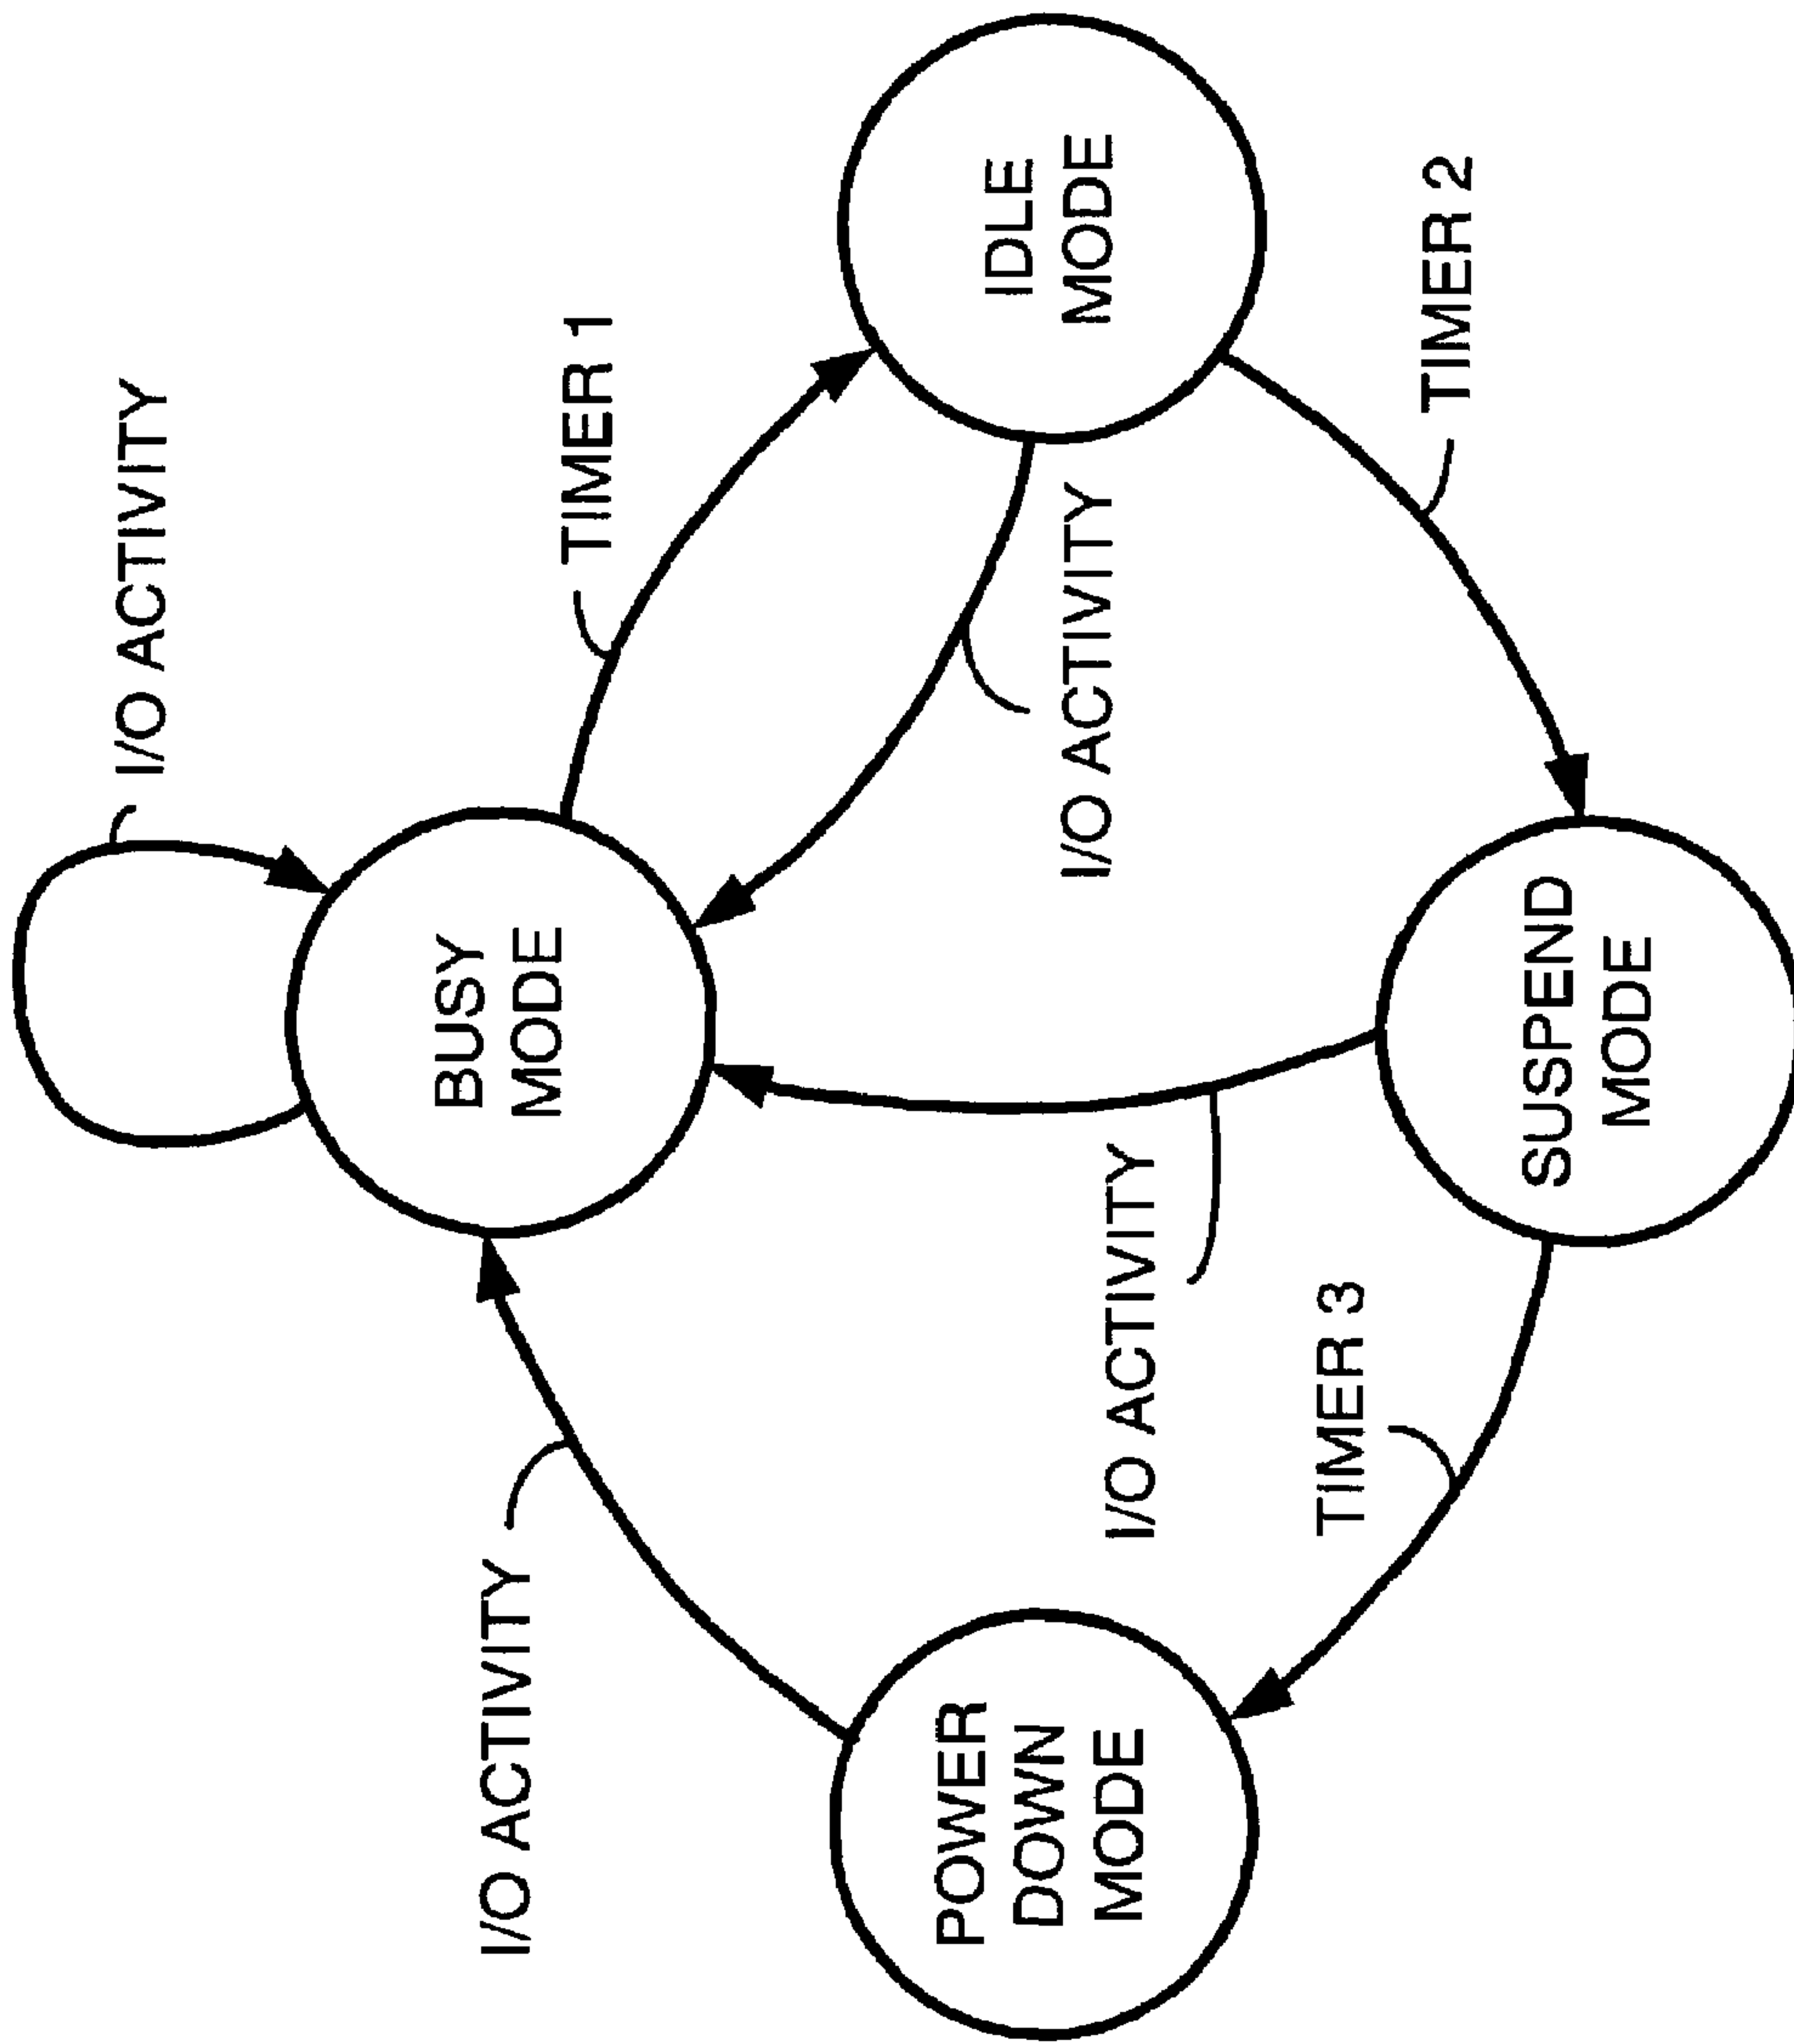 I/O ACTIVITY
BUSY
MODE
TIMER 1
I/O ACTIVITY
I/O ACTIVITY
POWER
DOWN
MODE
IDLE
MODE
I/O ACTIVITY
TIMER 3
TIMER 2
SUSPEND
MODE